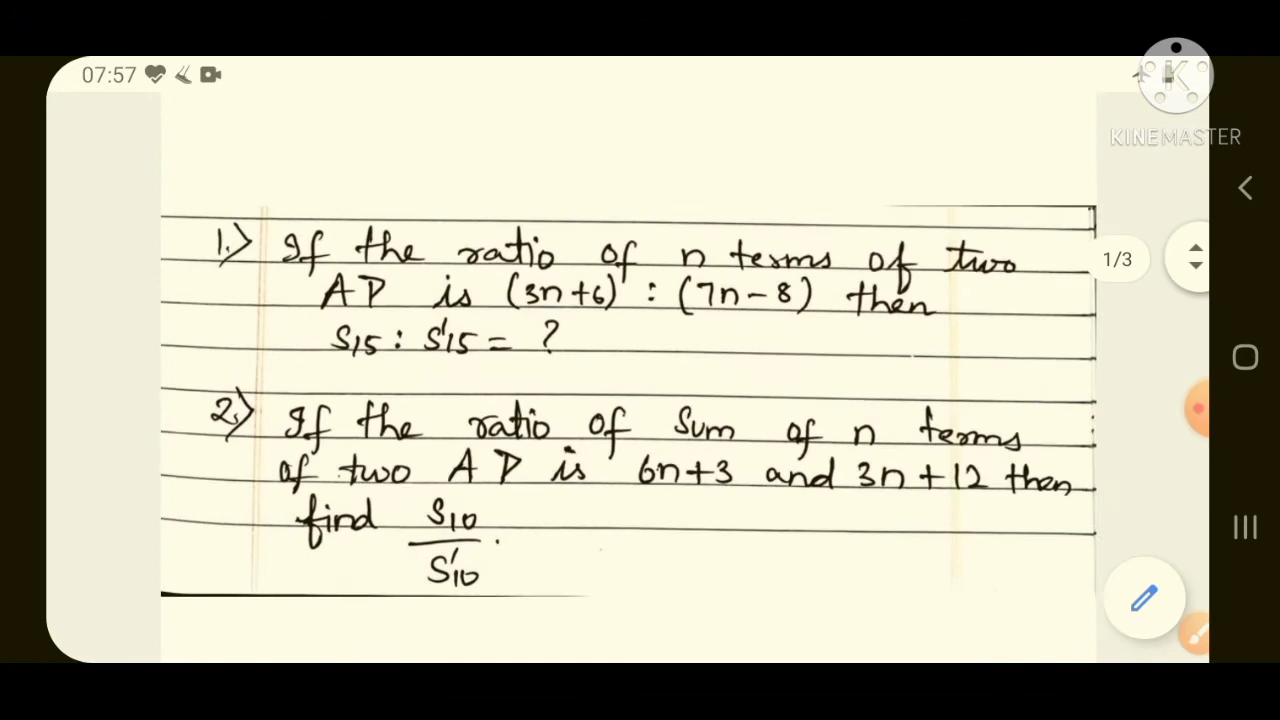 07:57
KINEMASTER
1.) If the ratio of n terms of two
AP is (3n+6) : (7n-8) then
S15 : S'15 = ?
1/3
2.) If the ratio of sum of n terms
of two AP is 6n+3 and 3n+12 then
find S10
S'10 .